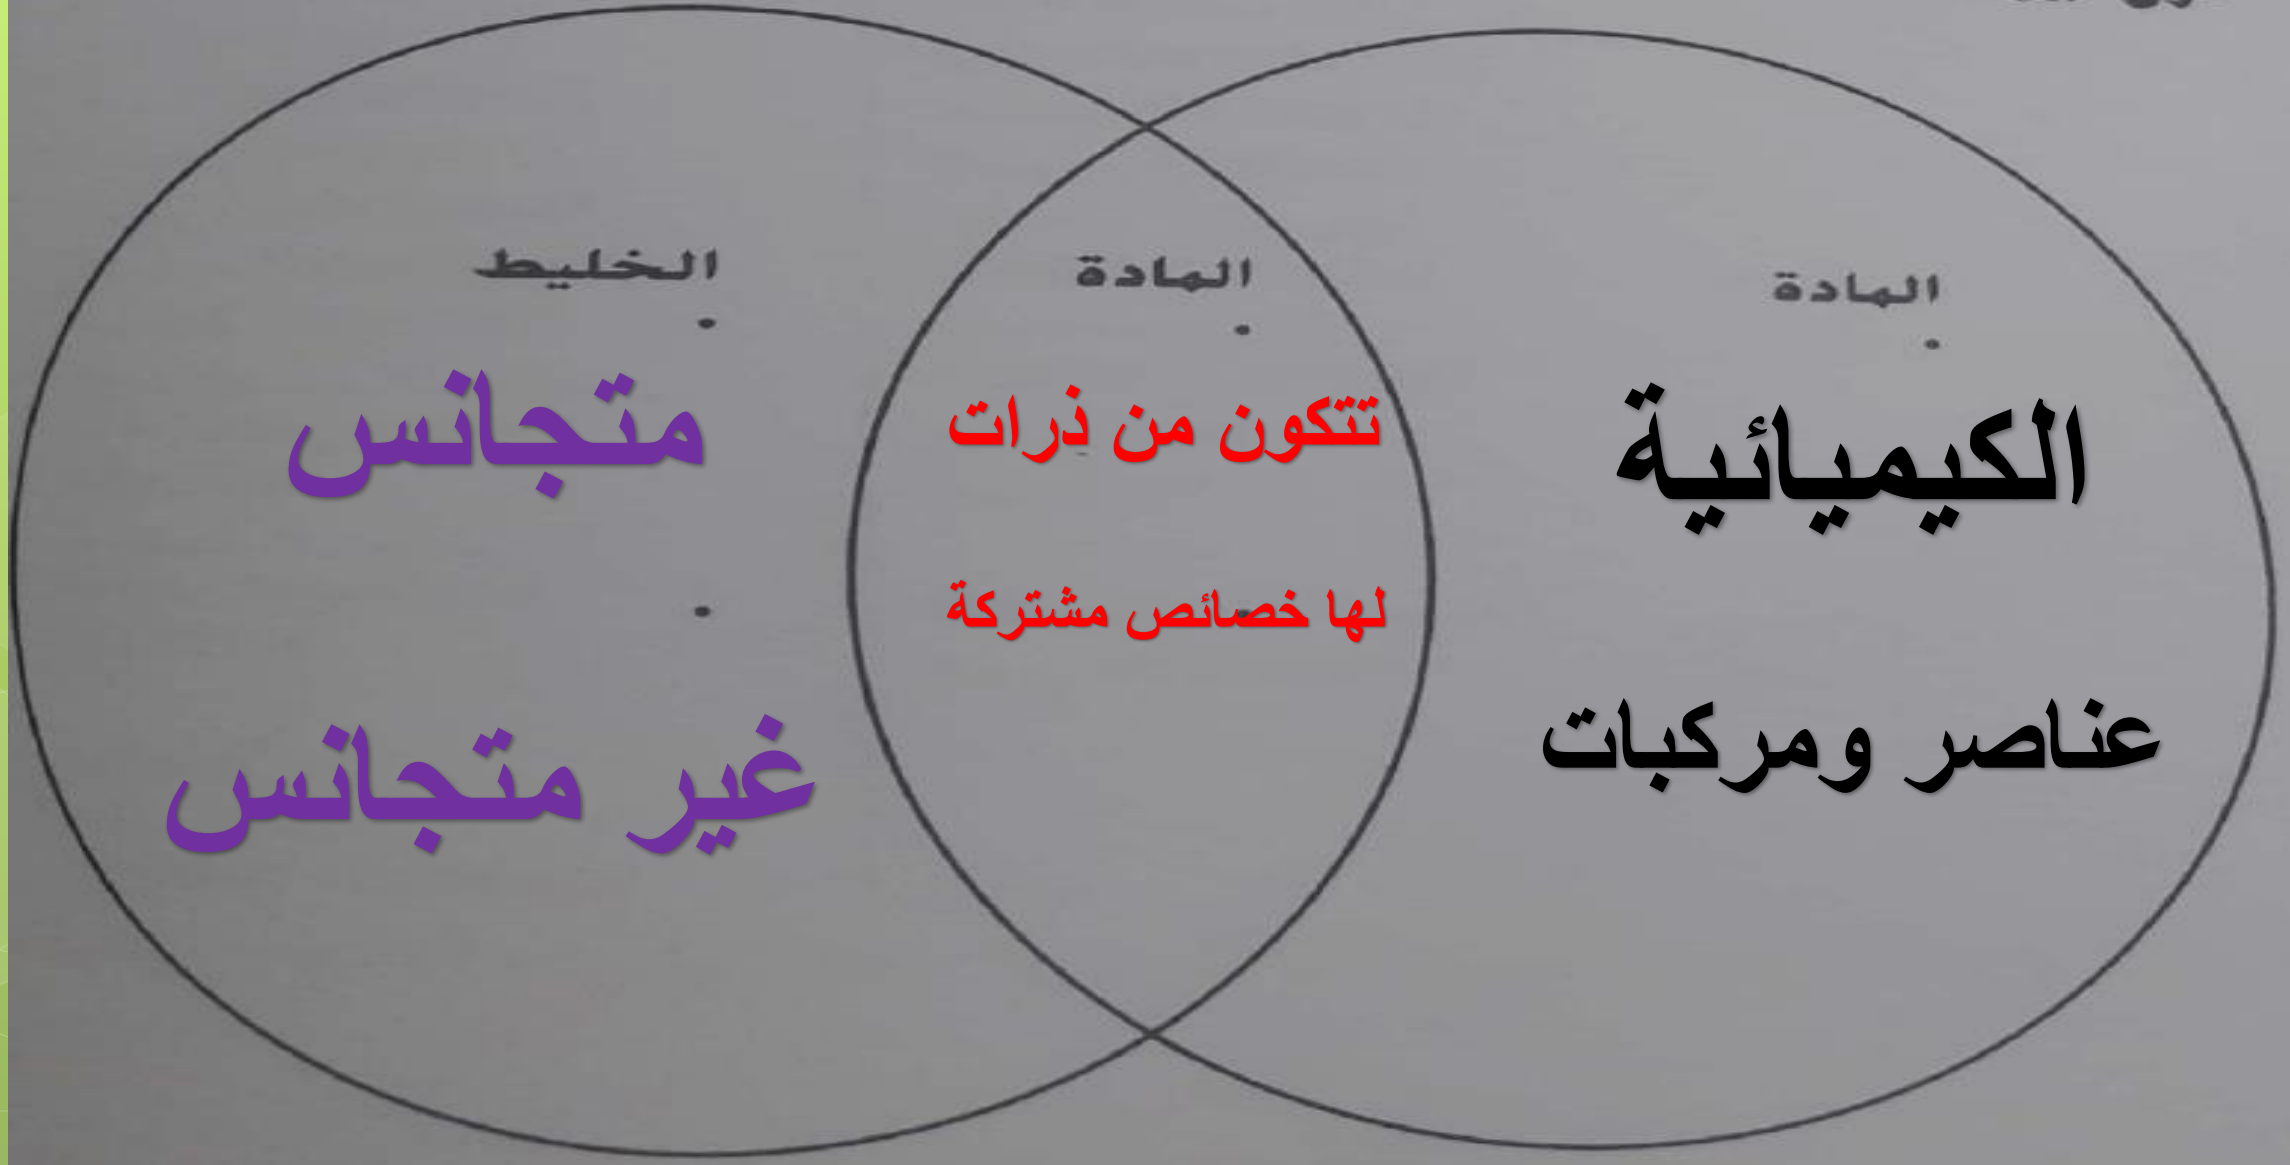 المادة
الكيميائية
عناصر ومركبات
المادة
تتكون من ذرات
لها خصائص مشتركة
الخليط
متجانس
غير متجانس